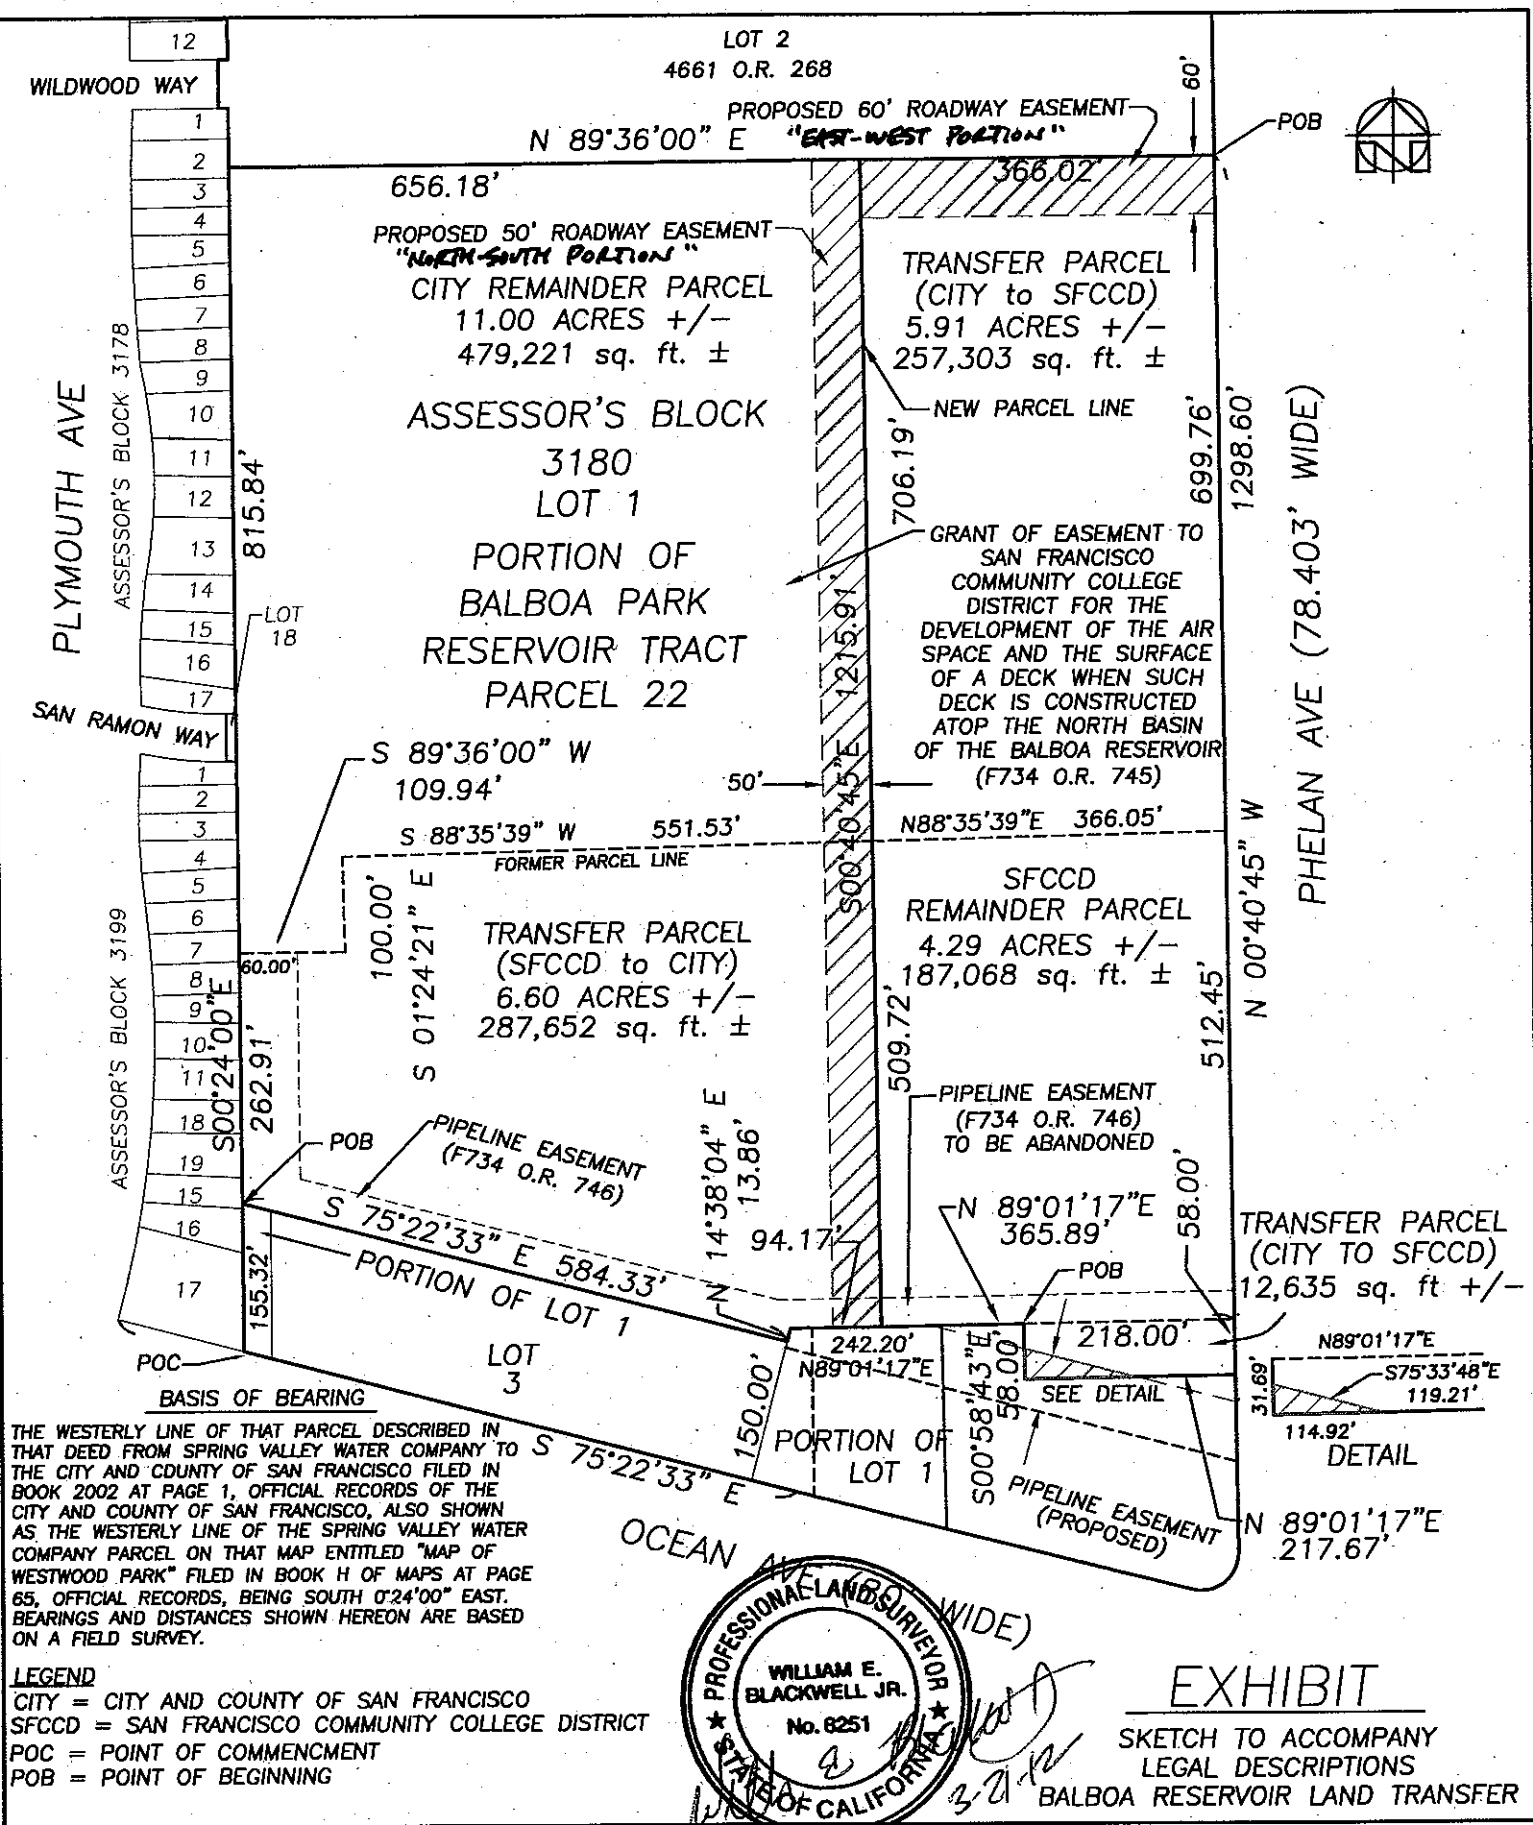 12
WILDWOOD WAY
LOT 2
4661 O.R. 268
PROPOSED 60' ROADWAY EASEMENT
60'
POB
N 89°36'00" E "EAST-WEST PORTION"
656.18'
366.02'
1
2
3
4
5
6
7
8
9
10
11
12
13
14
15
16
17
PLYMOUTH AVE
ASSESSOR'S BLOCK 3178
815.84'
LOT
18
SAN RAMON WAY
PROPOSED 50' ROADWAY EASEMENT
"NORTH-SOUTH PORTION"
CITY REMAINDER PARCEL
11.00 ACRES +/-
479,221 sq. ft. ±
ASSESSOR'S BLOCK
3180
LOT 1
PORTION OF
BALBOA PARK
RESERVOIR TRACT
PARCEL 22
TRANSFER PARCEL
(CITY to SFCCD)
5.91 ACRES +/-
257,303 sq. ft. ±
NEW PARCEL LINE
706.19'
699.76'
1298.60'
PHELAN AVE (78.403' WIDE)
GRANT OF EASEMENT TO
SAN FRANCISCO
COMMUNITY COLLEGE
DISTRICT FOR THE
DEVELOPMENT OF THE AIR
SPACE AND THE SURFACE
OF A DECK WHEN SUCH
DECK IS CONSTRUCTED
ATOP THE NORTH BASIN
OF THE BALBOA RESERVOIR
(F734 O.R. 745)
S00°40'45"E 1215.91'
50'
S 89°36'00" W
109.94'
S 88°35'39" W 551.53'
FORMER PARCEL LINE
N88°35'39"E 366.05'
N 00°40'45" W
1
2
3
4
5
6
7
8
9
10
11
18
19
15
16
17
ASSESSOR'S BLOCK 3199
60.00'
S00°24'00"E
262.91'
100.00'
S 01°24'21" E
TRANSFER PARCEL
(SFCCD to CITY)
6.60 ACRES +/-
287,652 sq. ft. ±
SFCCD
REMAINDER PARCEL
4.29 ACRES +/-
187,068 sq. ft. ±
509.72'
512.45'
POB
PIPELINE EASEMENT
(F734 O.R. 746)
N 14°38'04" E
13.86'
94.17'
PIPELINE EASEMENT
(F734 O.R. 746)
TO BE ABANDONED
N 89°01'17"E
365.89'
58.00'
POB
TRANSFER PARCEL
(CITY TO SFCCD)
12,635 sq. ft +/-
S 75°22'33" E 584.33'
PORTION OF LOT 1
155.32'
LOT
3
POC
242.20'
N89°01'17"E
150.00'
PORTION OF
LOT 1
S00°58'43"E
58.00'
218.00'
SEE DETAIL
N89°01'17"E
S75°33'48"E
119.21'
31.69'
114.92'
DETAIL
PIPELINE EASEMENT
(PROPOSED)
N 89°01'17"E
217.67'
S 75°22'33" E
OCEAN AVE (80' WIDE)
BASIS OF BEARING
THE WESTERLY LINE OF THAT PARCEL DESCRIBED IN
THAT DEED FROM SPRING VALLEY WATER COMPANY TO
THE CITY AND COUNTY OF SAN FRANCISCO FILED IN
BOOK 2002 AT PAGE 1, OFFICIAL RECORDS OF THE
CITY AND COUNTY OF SAN FRANCISCO, ALSO SHOWN
AS THE WESTERLY LINE OF THE SPRING VALLEY WATER
COMPANY PARCEL ON THAT MAP ENTITLED "MAP OF
WESTWOOD PARK" FILED IN BOOK H OF MAPS AT PAGE
65, OFFICIAL RECORDS, BEING SOUTH 0°24'00" EAST.
BEARINGS AND DISTANCES SHOWN HEREON ARE BASED
ON A FIELD SURVEY.
LEGEND
CITY = CITY AND COUNTY OF SAN FRANCISCO
SFCCD = SAN FRANCISCO COMMUNITY COLLEGE DISTRICT
POC = POINT OF COMMENCMENT
POB = POINT OF BEGINNING
PROFESSIONAL LAND SURVEYOR
WILLIAM E.
BLACKWELL JR.
No. 8251
STATE OF CALIFORNIA
3-21-12
EXHIBIT
SKETCH TO ACCOMPANY
LEGAL DESCRIPTIONS
BALBOA RESERVOIR LAND TRANSFER